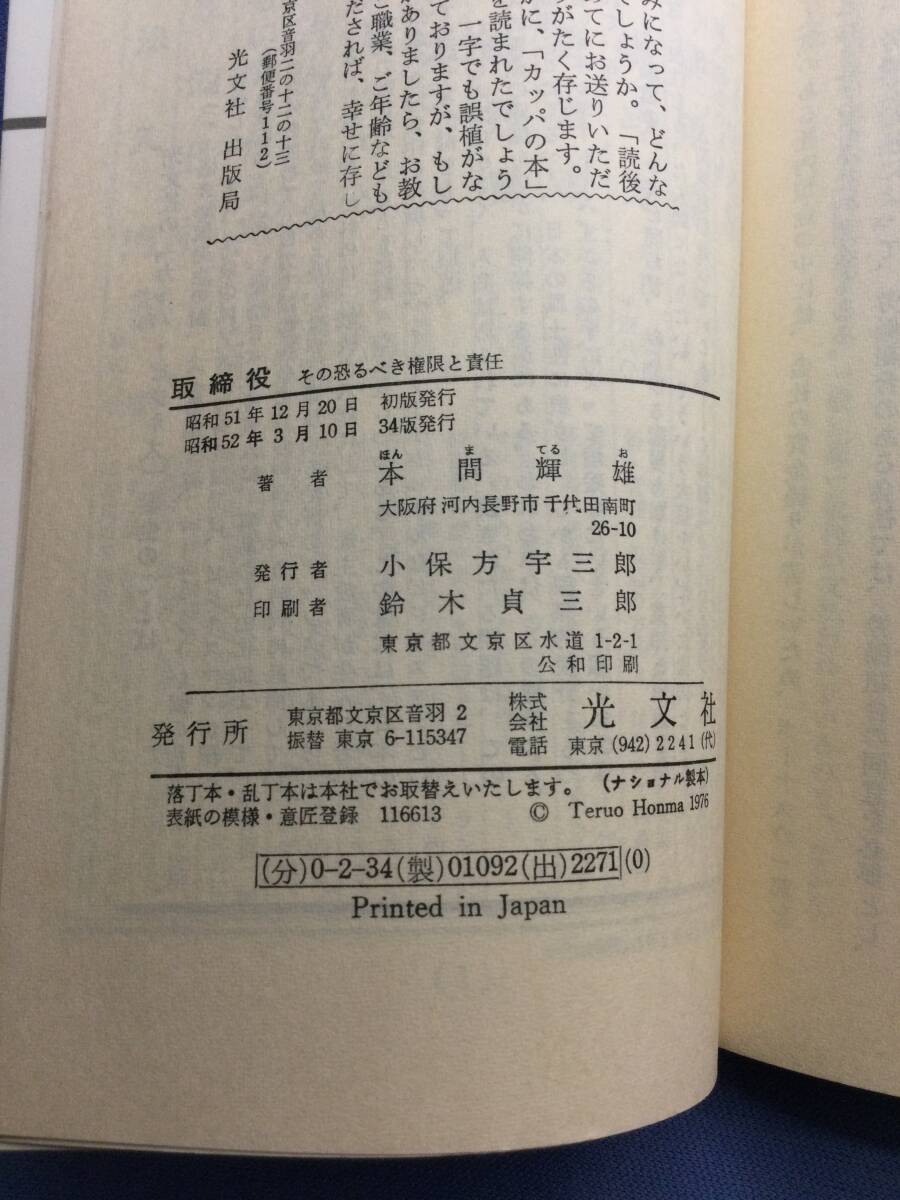 みになって、どんな
でしょうか。「読後
めてにお送りいただ
りがたく存じます。
かに、「カッパの本」
を読まれたでしょう
一字でも誤植がな
ておりますが、もし
がありましたら、お教
ご職業、ご年齢なども
ださされば、幸せに存し
京区音羽二の十二の十三
(郵便番号112)
光文社 出版局
取締役 その恐るべき権限と責任
昭和51年12月20日 初版発行
昭和52年3月10日 34版発行
ほん ま てる お
著者 本間輝雄
大阪府河内長野市千代田南町
26-10
発行者 小保方宇三郎
印刷者 鈴木貞三郎
東京都文京区水道1-2-1
公和印刷
発行所 東京都文京区音羽2
振替 東京 6-115347
株式会社 光文社
電話 東京(942)2241(代)
落丁本・乱丁本は本社でお取替えいたします。 (ナショナル製本)
表紙の模様・意匠登録 116613 © Teruo Honma 1976
(分)0-2-34(製)01092(出)2271(0)
Printed in Japan